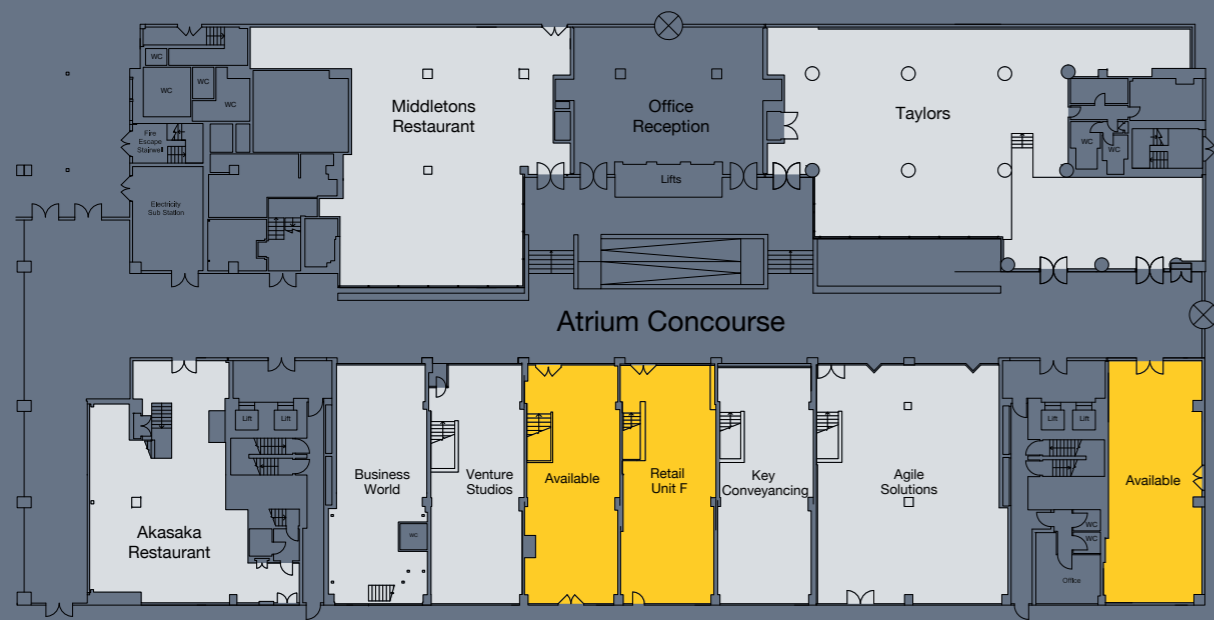 WC
WC
WC
WC
Fire
Escape
Stairwell
Electricity
Sub Station
Middletons
Restaurant
Office
Reception
Lifts
Taylors
WC
WC
Atrium Concourse
Lift
Lift
Akasaka
Restaurant
Business
World
WC
Venture
Studios
Available
Retail
Unit F
Key
Conveyancing
Agile
Solutions
Lift
Lift
WC
WC
Office
Available